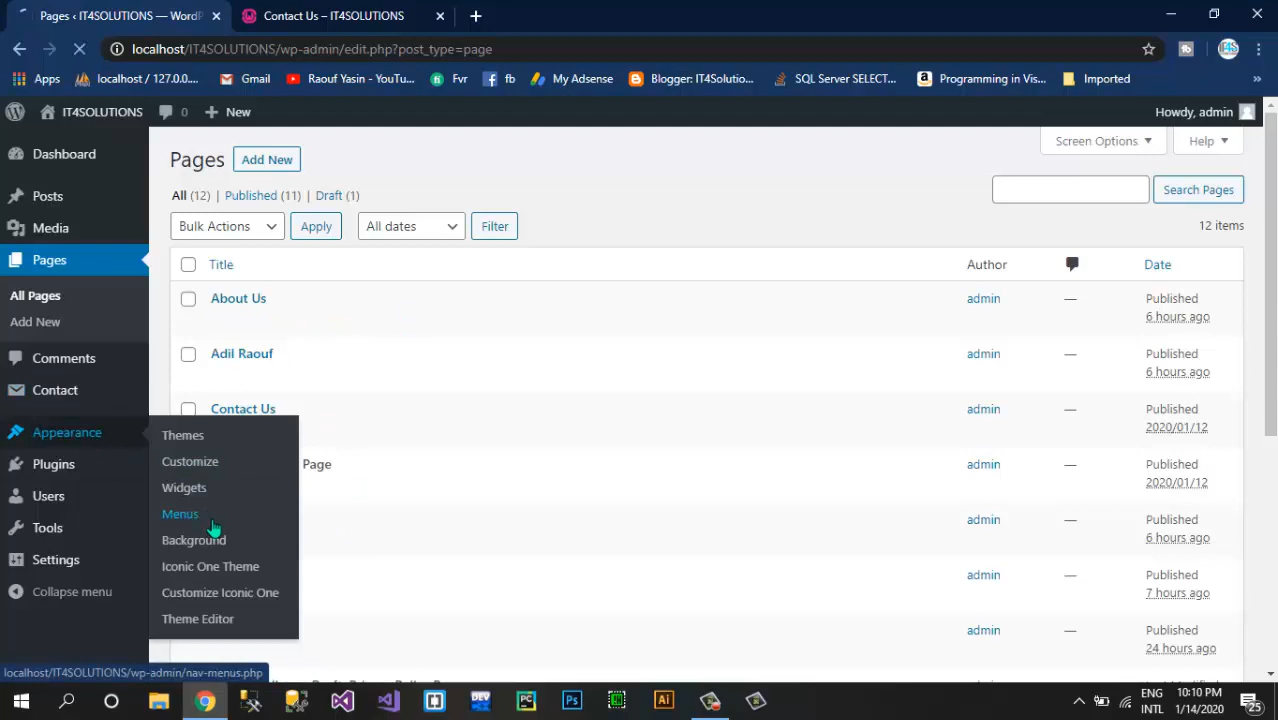 Pages ‹ IT4SOLUTIONS — WordP
Contact Us – IT4SOLUTIONS
localhost/IT4SOLUTIONS/wp-admin/edit.php?post_type=page
Apps
localhost / 127.0.0....
Gmail
Raouf Yasin - YouTu...
Fvr
fb
My Adsense
Blogger: IT4Solutio...
SQL Server SELECT...
Programming in Vis...
Imported
»
IT4SOLUTIONS
0
New
Howdy, admin
Dashboard
Posts
Media
Pages
All Pages
Add New
Comments
Contact
Appearance
Plugins
Users
Tools
Settings
Collapse menu
Themes
Customize
Widgets
Menus
Background
Iconic One Theme
Customize Iconic One
Theme Editor
Pages
Add New
Screen Options
Help
All (12) | Published (11) | Draft (1)
Search Pages
Bulk Actions
Apply
All dates
Filter
12 items
Title
Author
Date
About Us
admin
—
Published
6 hours ago
Adil Raouf
admin
—
Published
6 hours ago
Contact Us
admin
—
Published
2020/01/12
Page
admin
—
Published
2020/01/12
admin
—
Published
6 hours ago
admin
—
Published
7 hours ago
admin
—
Published
24 hours ago
localhost/IT4SOLUTIONS/wp-admin/nav-menus.php
ENG
INTL
10:10 PM
1/14/2020
25